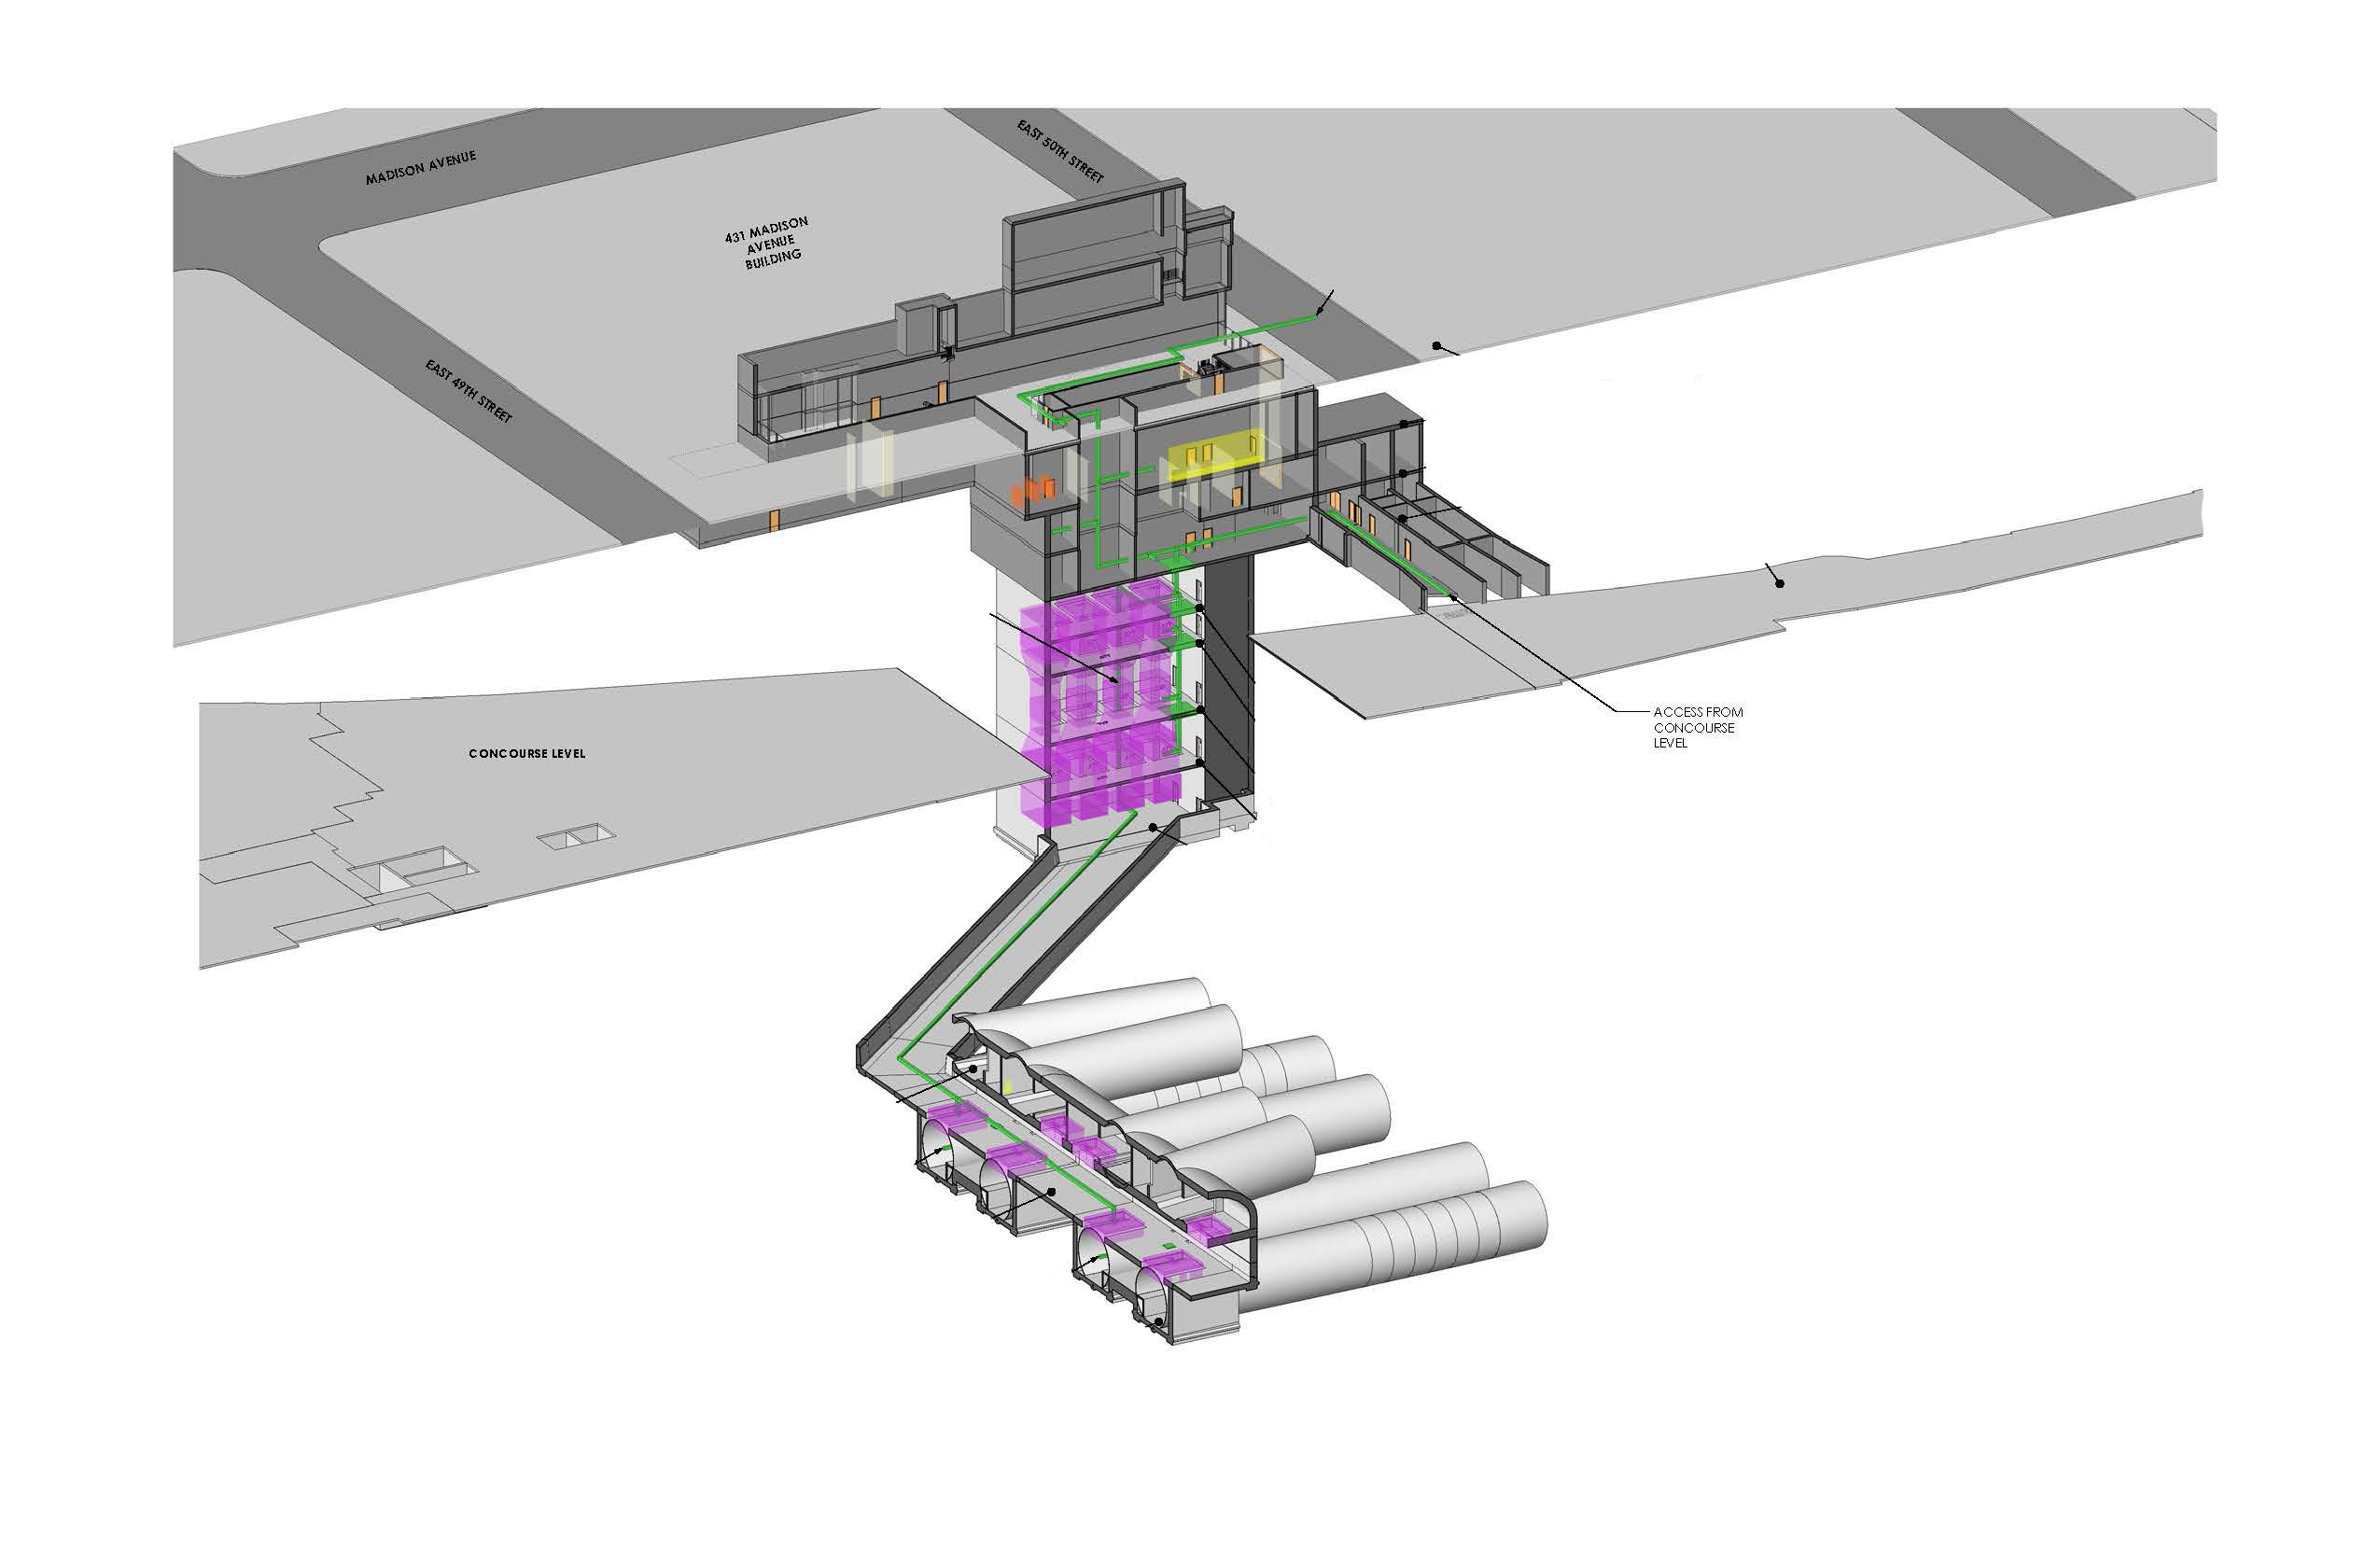 MADISON AVENUE
EAST 50TH STREET
431 MADISON
AVENUE
BUILDING
EAST 49TH STREET
ACCESS FROM
CONCOURSE
LEVEL
CONCOURSE LEVEL